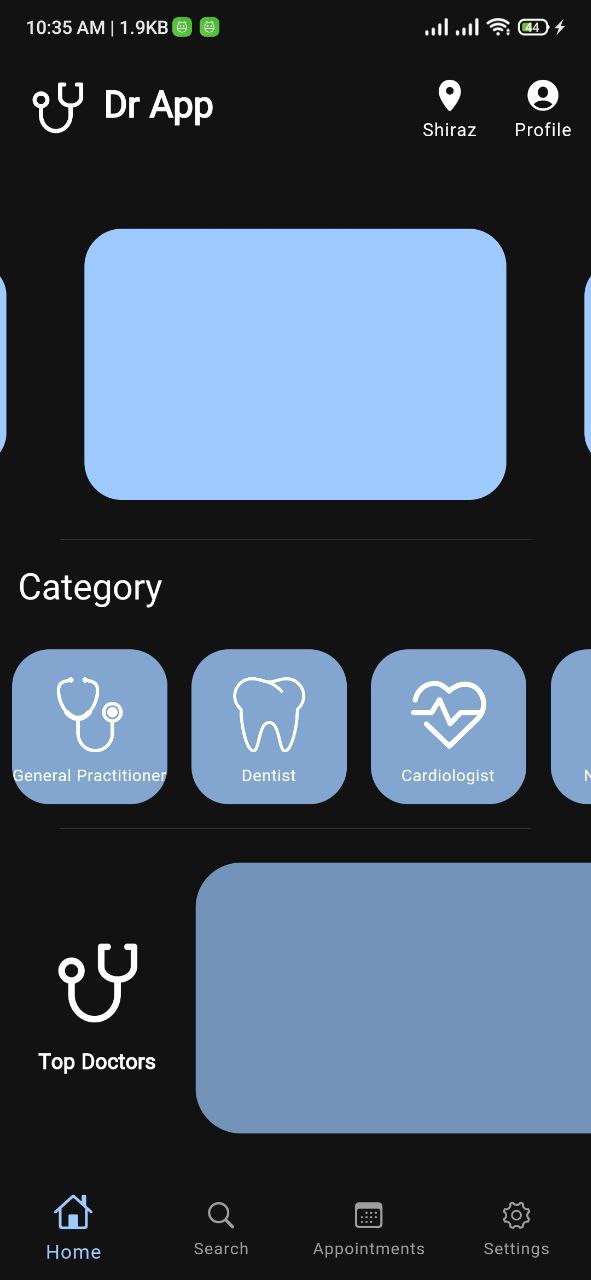 10:35 AM | 1.9KB
44
Dr App
Shiraz
Profile
Category
General Practitioner
Dentist
Cardiologist
N
Top Doctors
Home
Search
Appointments
Settings